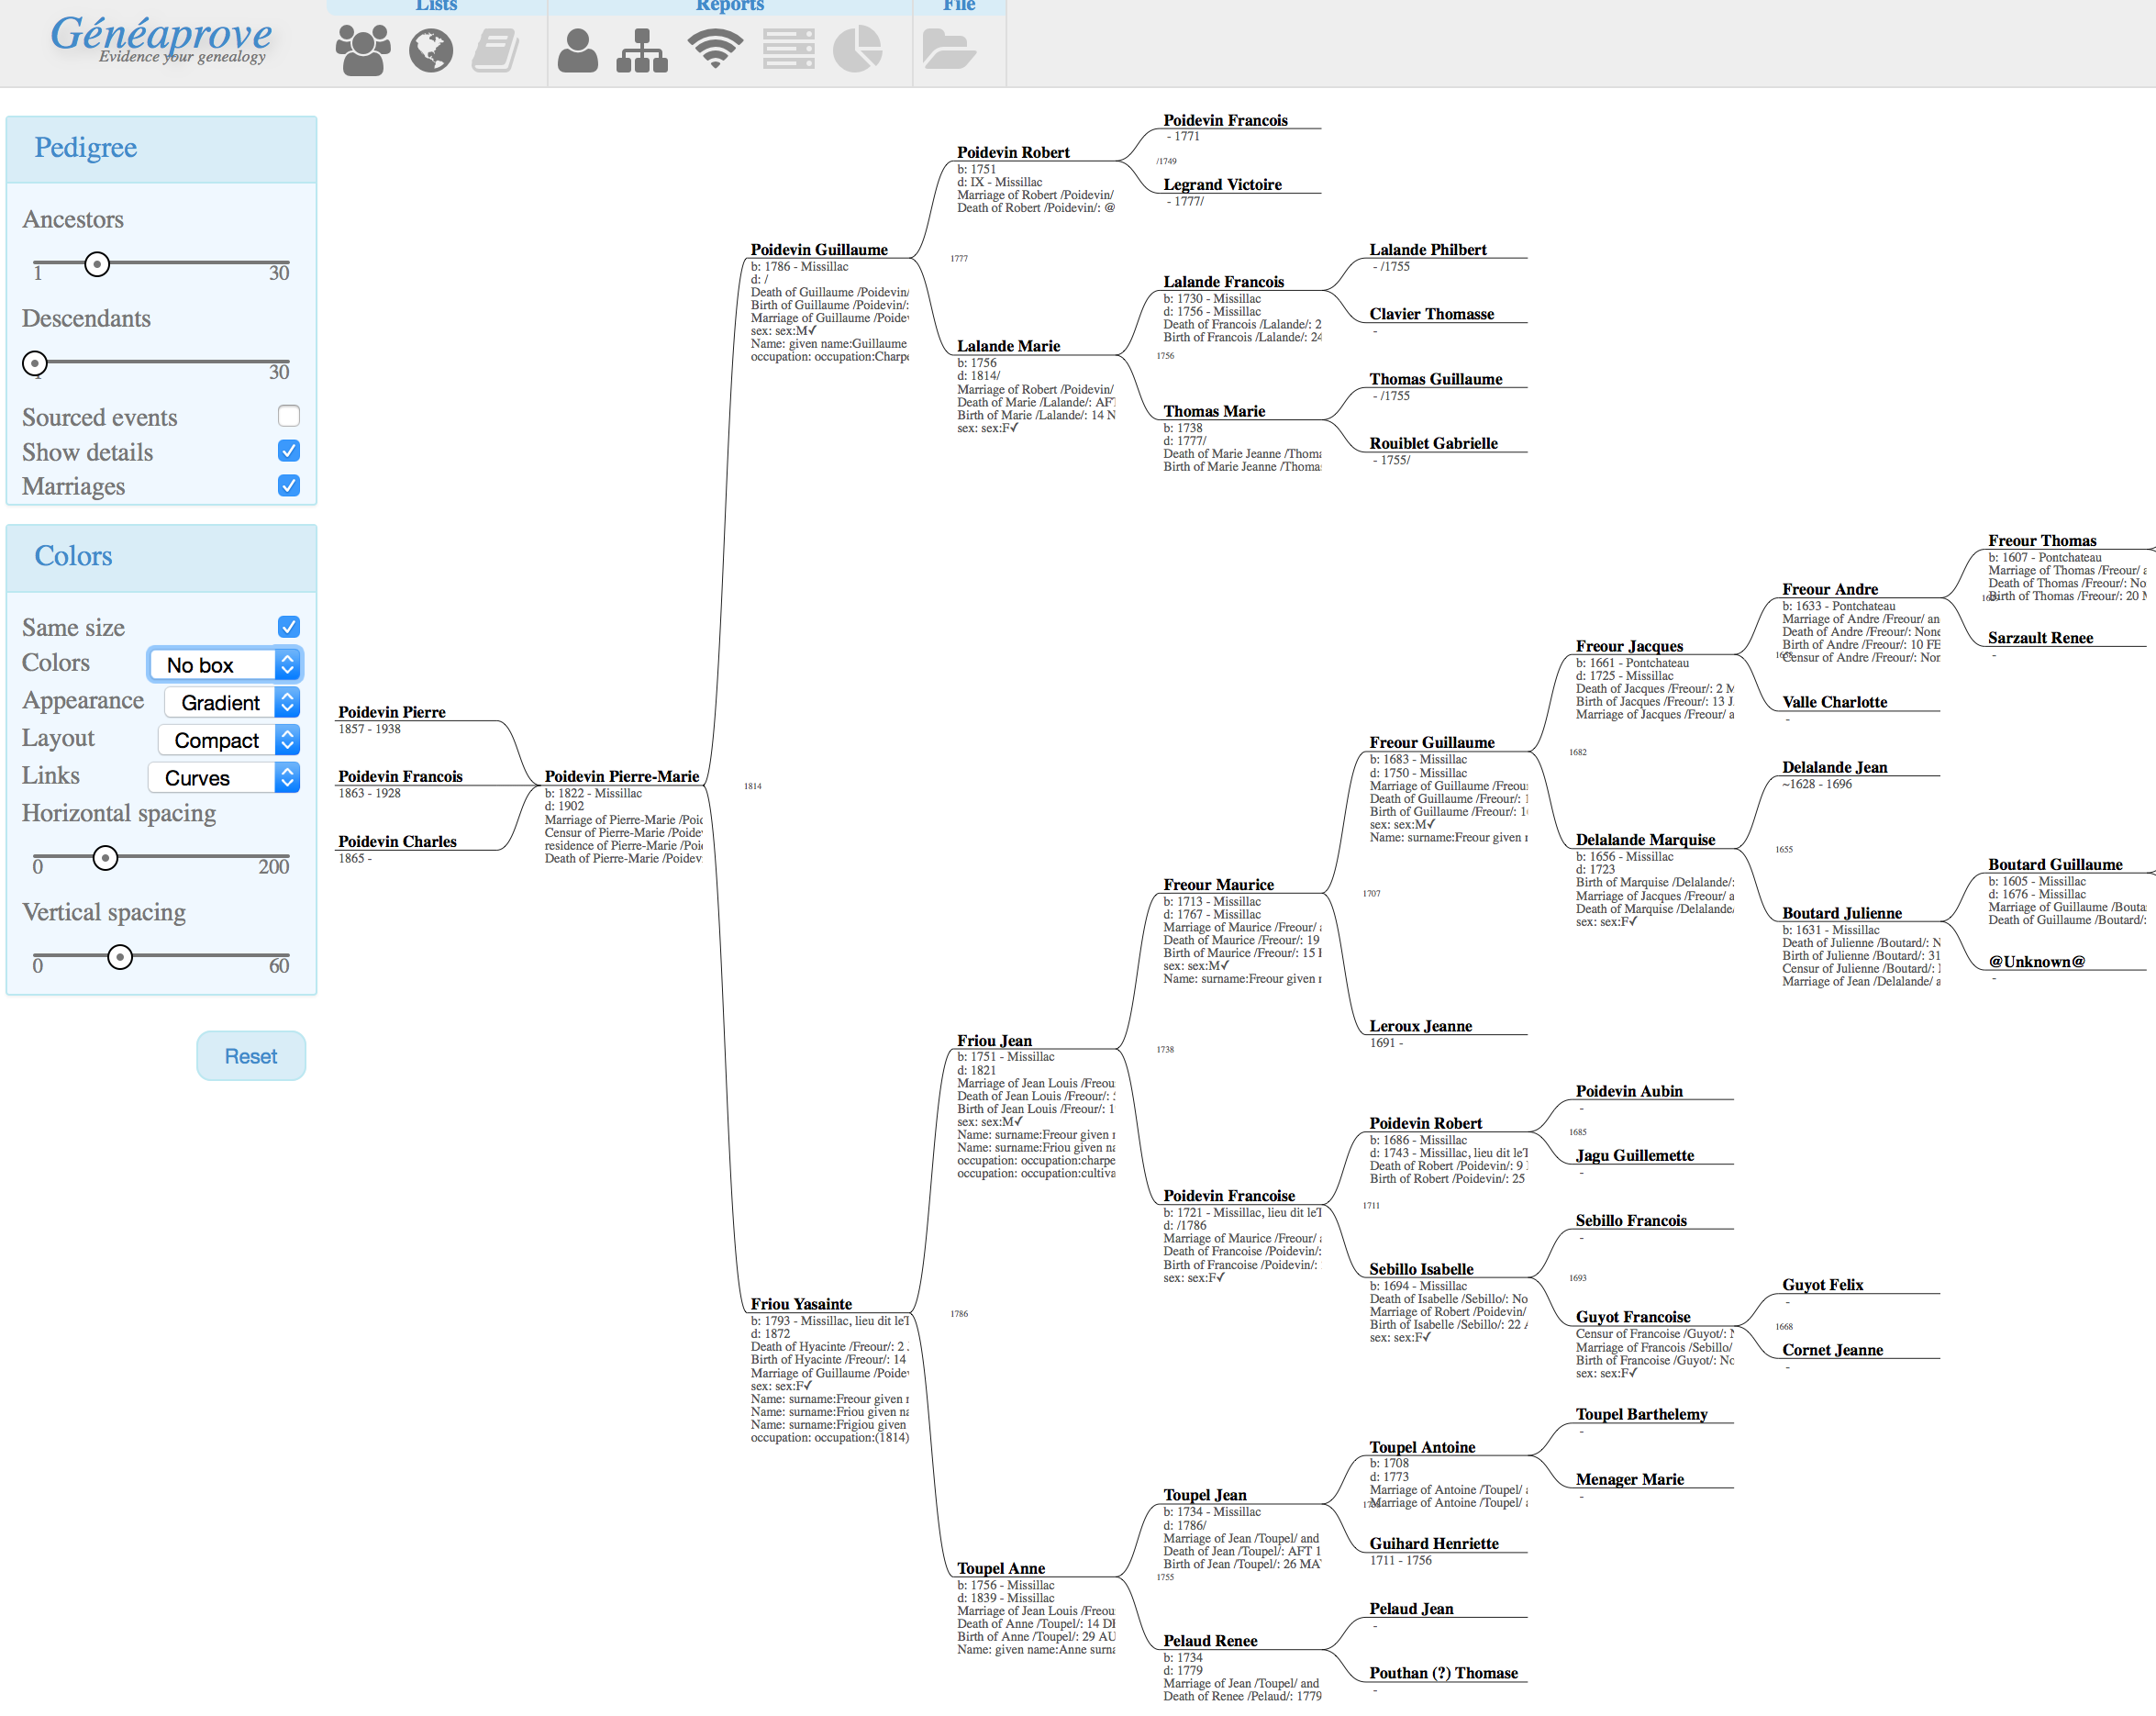 Généaprove
Evidence your genealogy
Lists
Reports
File
Pedigree
Ancestors
1
30
Descendants
1
30
Sourced events
Show details
Marriages
Colors
Same size
Colors
No box
Appearance
Gradient
Layout
Compact
Links
Curves
Horizontal spacing
0
200
Vertical spacing
0
60
Reset
Poidevin Pierre
1857 - 1938
Poidevin Francois
1863 - 1928
Poidevin Charles
1865 -
Poidevin Pierre-Marie
b: 1822 - Missillac
d: 1902
Marriage of Pierre-Marie /Poid
Censur of Pierre-Marie /Poide
residence of Pierre-Marie /Poi
Death of Pierre-Marie /Poidev
1814
Poidevin Guillaume
b: 1786 - Missillac
d: /
Death of Guillaume /Poidevin/
Birth of Guillaume /Poidevin/:
Marriage of Guillaume /Poide
sex: sex:M✓
Name: given name:Guillaume
occupation: occupation:Charpe
1777
Friou Yasainte
b: 1793 - Missillac, lieu dit le
d: 1872
Death of Hyacinte /Freour/: 2
Birth of Hyacinte /Freour/: 14
Marriage of Guillaume /Poide
sex: sex:F✓
Name: surname:Freour given
Name: surname:Friou given na
Name: surname:Frigiou given
occupation: occupation:(1814)
1786
Poidevin Robert
b: 1751
d: IX - Missillac
Marriage of Robert /Poidevin/
Death of Robert /Poidevin/: @
/1749
Lalande Marie
b: 1756
d: 1814/
Marriage of Robert /Poidevin/
Death of Marie /Lalande/: AFT
Birth of Marie /Lalande/: 14 N
sex: sex:F✓
1756
Friou Jean
b: 1751 - Missillac
d: 1821
Marriage of Jean Louis /Freou
Death of Jean Louis /Freour/:
Birth of Jean Louis /Freour/: 1
sex: sex:M✓
Name: surname:Freour given
Name: surname:Friou given na
occupation: occupation:charpe
occupation: occupation:cultiva
1738
Toupel Anne
b: 1756 - Missillac
d: 1839 - Missillac
Marriage of Jean Louis /Freou
Death of Anne /Toupel/: 14 DE
Birth of Anne /Toupel/: 29 AU
Name: given name:Anne surna
1755
Poidevin Francois
- 1771
Legrand Victoire
- 1777/
Lalande Francois
b: 1730 - Missillac
d: 1756 - Missillac
Death of Francois /Lalande/: 2
Birth of Francois /Lalande/: 24
Thomas Marie
b: 1738
d: 1777/
Death of Marie Jeanne /Thoma
Birth of Marie Jeanne /Thomas
Freour Maurice
b: 1713 - Missillac
d: 1767 - Missillac
Marriage of Maurice /Freour/
Death of Maurice /Freour/: 19
Birth of Maurice /Freour/: 15
sex: sex:M✓
Name: surname:Freour given
1707
Poidevin Francoise
b: 1721 - Missillac, lieu dit le
d: /1786
Marriage of Maurice /Freour/
Death of Francoise /Poidevin/:
Birth of Francoise /Poidevin/:
sex: sex:F✓
1711
Toupel Jean
b: 1734 - Missillac
d: 1786/
Marriage of Jean /Toupel/ and
Death of Jean /Toupel/: AFT 1
Birth of Jean /Toupel/: 26 MA
Pelaud Renee
b: 1734
d: 1779
Marriage of Jean /Toupel/ and
Death of Renee /Pelaud/: 1779
Lalande Philbert
- /1755
Clavier Thomasse
-
Thomas Guillaume
- /1755
Rouiblet Gabrielle
- 1755/
Freour Guillaume
b: 1683 - Missillac
d: 1750 - Missillac
Marriage of Guillaume /Freou
Death of Guillaume /Freour/: 1
Birth of Guillaume /Freour/: 1
sex: sex:M✓
Name: surname:Freour given
1682
Leroux Jeanne
1691 -
Poidevin Robert
b: 1686 - Missillac
d: 1743 - Missillac, lieu dit le
Death of Robert /Poidevin/: 9
Birth of Robert /Poidevin/: 25
1685
Sebillo Isabelle
b: 1694 - Missillac
Death of Isabelle /Sebillo/: No
Marriage of Robert /Poidevin/
Birth of Isabelle /Sebillo/: 22
sex: sex:F✓
1693
Toupel Antoine
b: 1708
d: 1773
Marriage of Antoine /Toupel/
Marriage of Antoine /Toupel/
Guihard Henriette
1711 - 1756
Pelaud Jean
-
Pouthan (?) Thomase
-
Freour Jacques
b: 1661 - Pontchateau
d: 1725 - Missillac
Death of Jacques /Freour/: 2 M
Birth of Jacques /Freour/: 13 J
Marriage of Jacques /Freour/ a
Delalande Marquise
b: 1656 - Missillac
d: 1723
Birth of Marquise /Delalande/:
Marriage of Jacques /Freour/ a
Death of Marquise /Delalande/
sex: sex:F✓
1655
Poidevin Aubin
-
Jagu Guillemette
-
Sebillo Francois
-
Guyot Francoise
Censur of Francoise /Guyot/:
Marriage of Francois /Sebillo/
Birth of Francoise /Guyot/: No
sex: sex:F✓
1668
Toupel Barthelemy
-
Menager Marie
-
Freour Andre
b: 1633 - Pontchateau
Marriage of Andre /Freour/ an
Death of Andre /Freour/: None
Birth of Andre /Freour/: 10 FE
Censur of Andre /Freour/: Non
Valle Charlotte
-
Delalande Jean
~1628 - 1696
Boutard Julienne
b: 1631 - Missillac
Death of Julienne /Boutard/: N
Birth of Julienne /Boutard/: 31
Censur of Julienne /Boutard/:
Marriage of Jean /Delalande/ a
Guyot Felix
-
Cornet Jeanne
-
Freour Thomas
b: 1607 - Pontchateau
Marriage of Thomas /Freour/ a
Death of Thomas /Freour/: No
Birth of Thomas /Freour/: 20 M
Sarzault Renee
-
Boutard Guillaume
b: 1605 - Missillac
d: 1676 - Missillac
Marriage of Guillaume /Bouta
Death of Guillaume /Boutard/:
@Unknown@
-